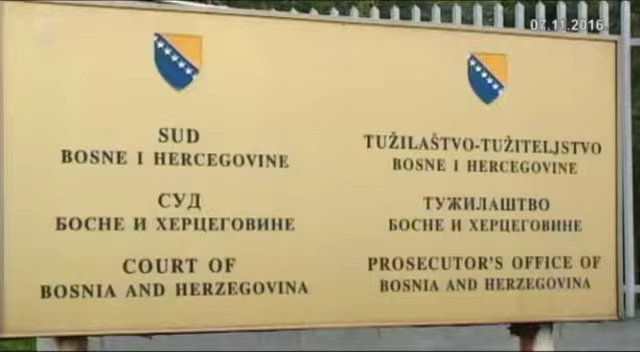 07.11.2016
SUD
BOSNE I HERCEGOVINE
СУД
БОСНЕ И ХЕРЦЕГОВИНЕ
COURT OF
BOSNIA AND HERZEGOVINA
TUŽILAŠTVO-TUŽITELJSTVO
BOSNE I HERCEGOVINE
ТУЖИЛАШТВО
БОСНЕ И ХЕРЦЕГОВИНЕ
PROSECUTOR'S OFFICE OF
BOSNIA AND HERZEGOVINA